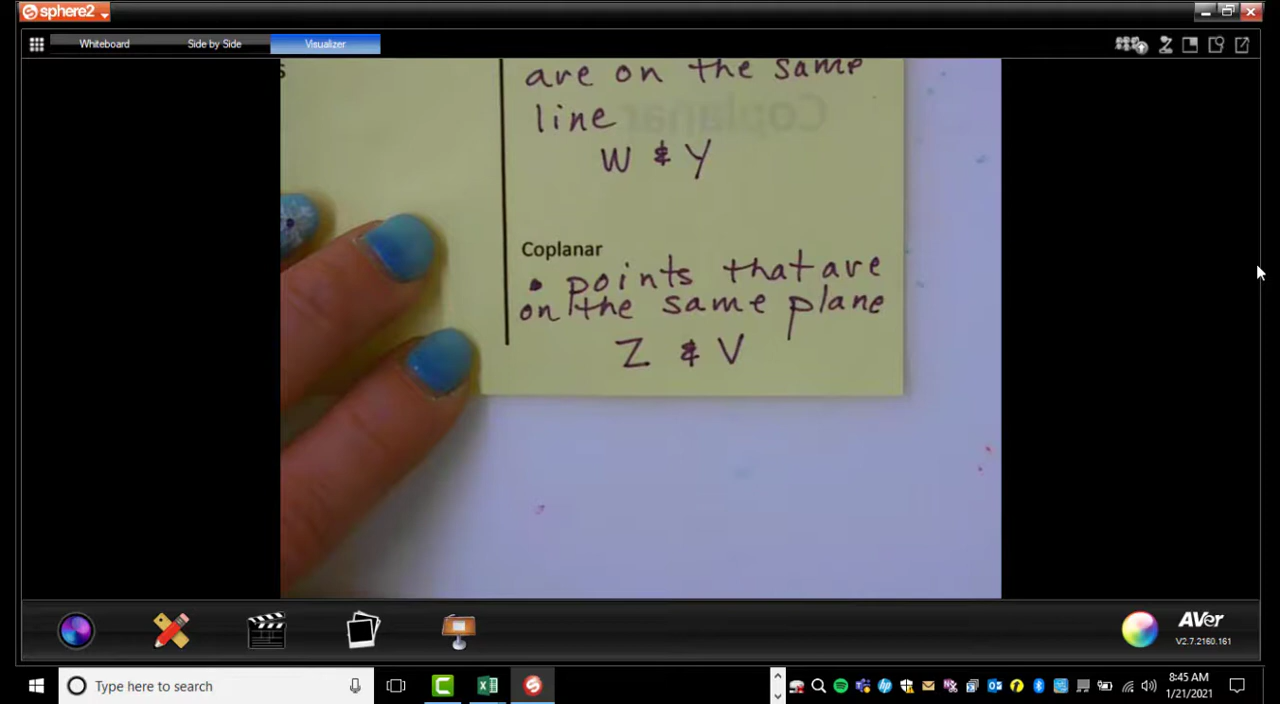 sphere2
Whiteboard
Side by Side
Visualizer
s
are on the same
line
W & Y
Coplanar
Coplanar
• points that are
on the same plane
Z & V
AVer
V2.7.2160.161
Type here to search
8:45 AM
1/21/2021